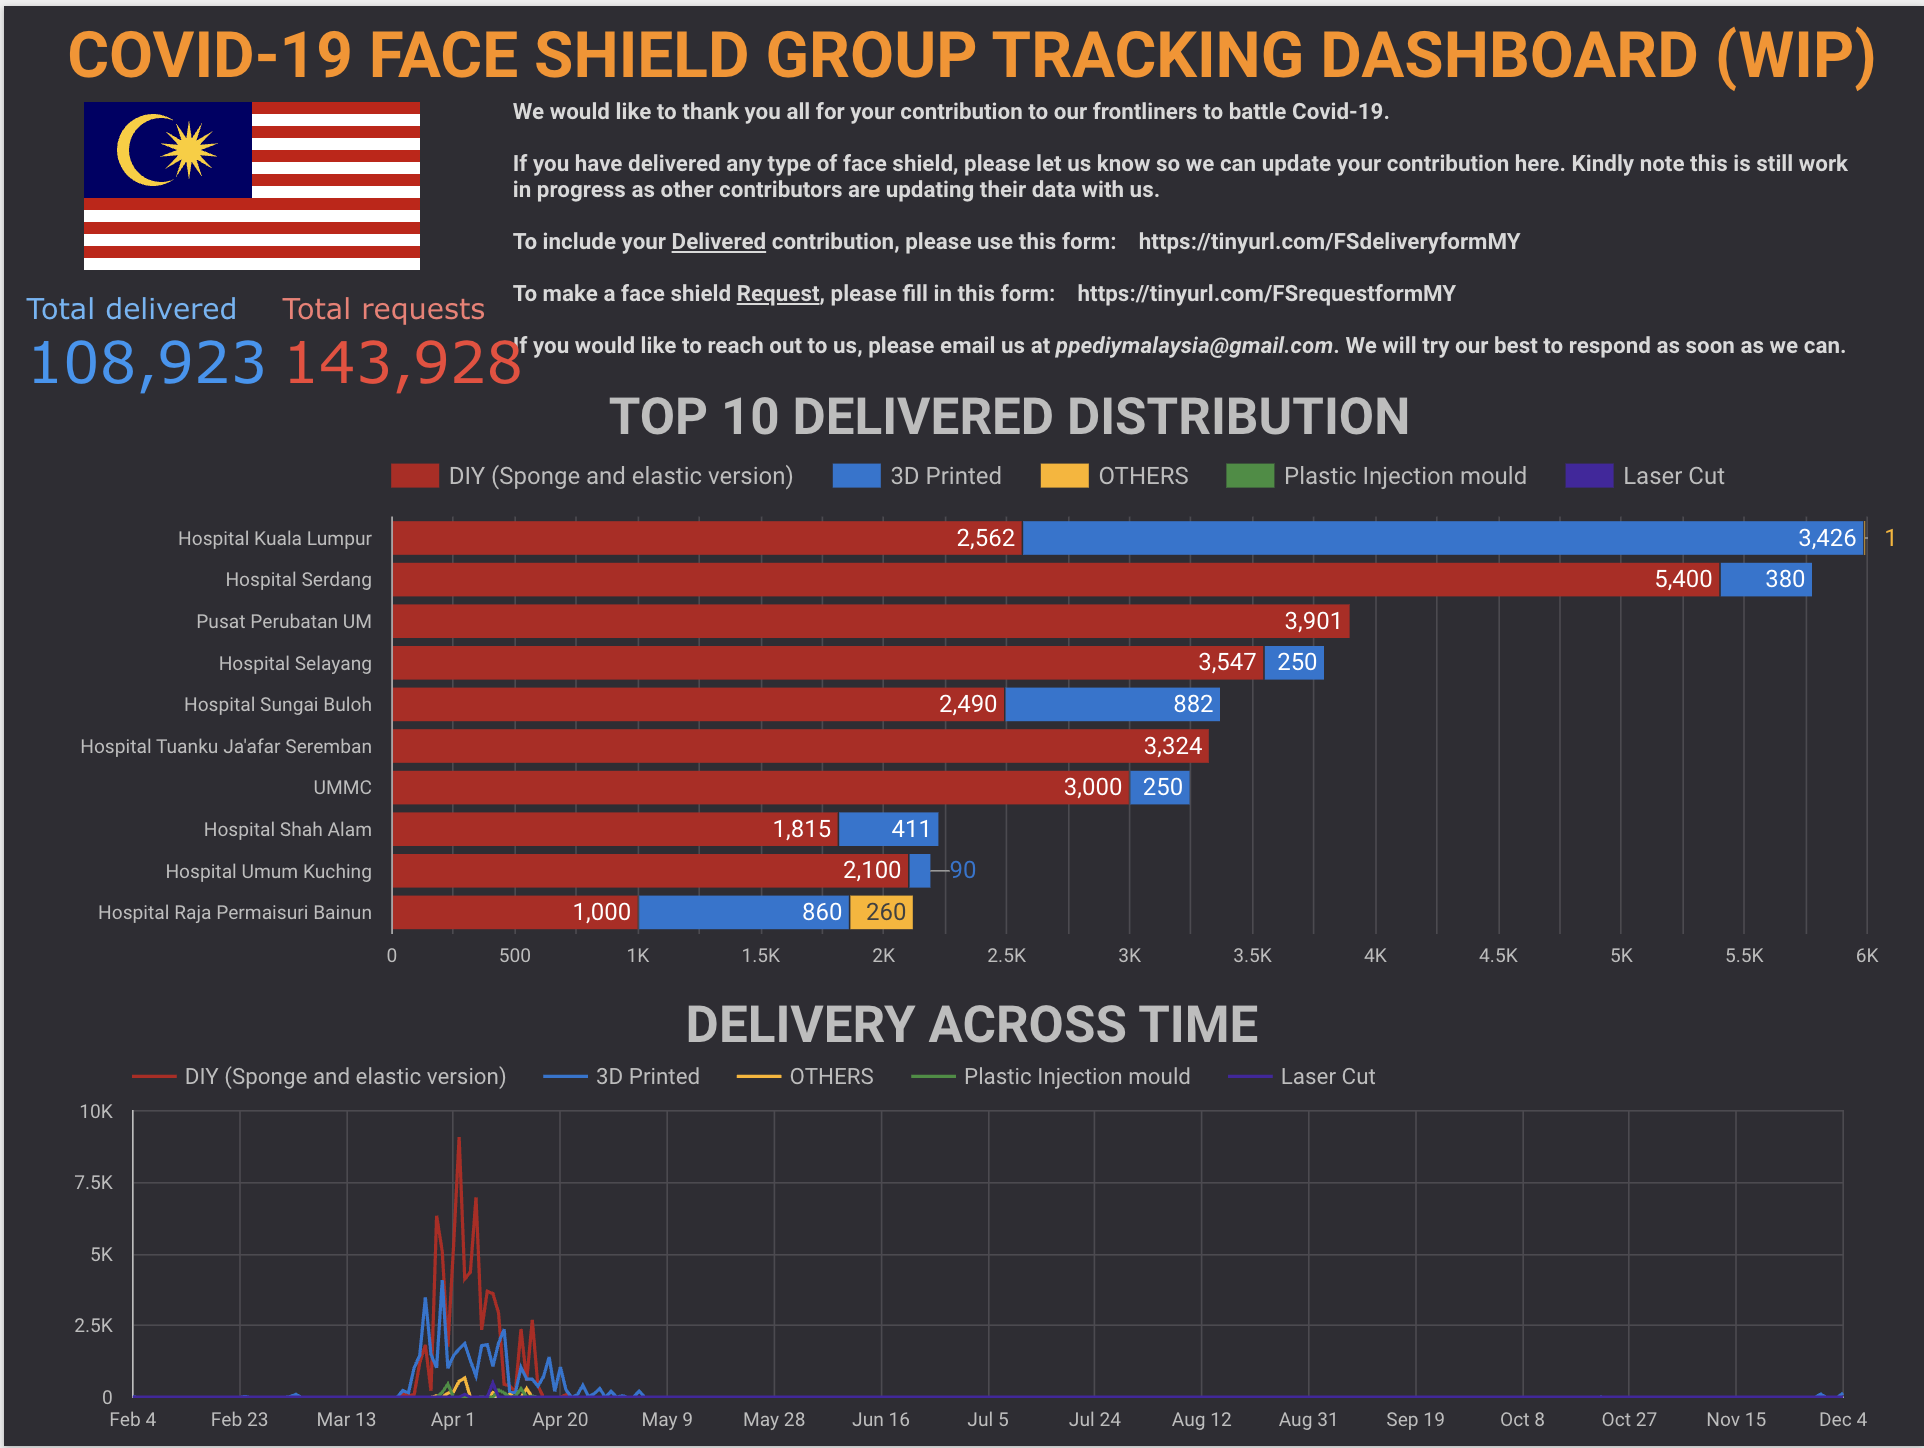 COVID-19 FACE SHIELD GROUP TRACKING DASHBOARD (WIP)
We would like to thank you all for your contribution to our frontliners to battle Covid-19.
If you have delivered any type of face shield, please let us know so we can update your contribution here. Kindly note this is still work
in progress as other contributors are updating their data with us.
To include your Delivered contribution, please use this form: https://tinyurl.com/FSdeliveryformMY
To make a face shield Request, please fill in this form: https://tinyurl.com/FSrequestformMY
If you would like to reach out to us, please email us at ppediymalaysia@gmail.com. We will try our best to respond as soon as we can.
Total delivered Total requests
108,923 143,928
TOP 10 DELIVERED DISTRIBUTION
DIY (Sponge and elastic version) 3D Printed OTHERS Plastic Injection mould Laser Cut
Hospital Kuala Lumpur 2,562 3,426 1
Hospital Serdang 5,400 380
Pusat Perubatan UM 3,901
Hospital Selayang 3,547 250
Hospital Sungai Buloh 2,490 882
Hospital Tuanku Ja'afar Seremban 3,324
UMMC 3,000 250
Hospital Shah Alam 1,815 411
Hospital Umum Kuching 2,100 90
Hospital Raja Permaisuri Bainun 1,000 860 260
0 500 1K 1.5K 2K 2.5K 3K 3.5K 4K 4.5K 5K 5.5K 6K
DELIVERY ACROSS TIME
DIY (Sponge and elastic version) 3D Printed OTHERS Plastic Injection mould Laser Cut
10K
7.5K
5K
2.5K
0
Feb 4 Feb 23 Mar 13 Apr 1 Apr 20 May 9 May 28 Jun 16 Jul 5 Jul 24 Aug 12 Aug 31 Sep 19 Oct 8 Oct 27 Nov 15 Dec 4